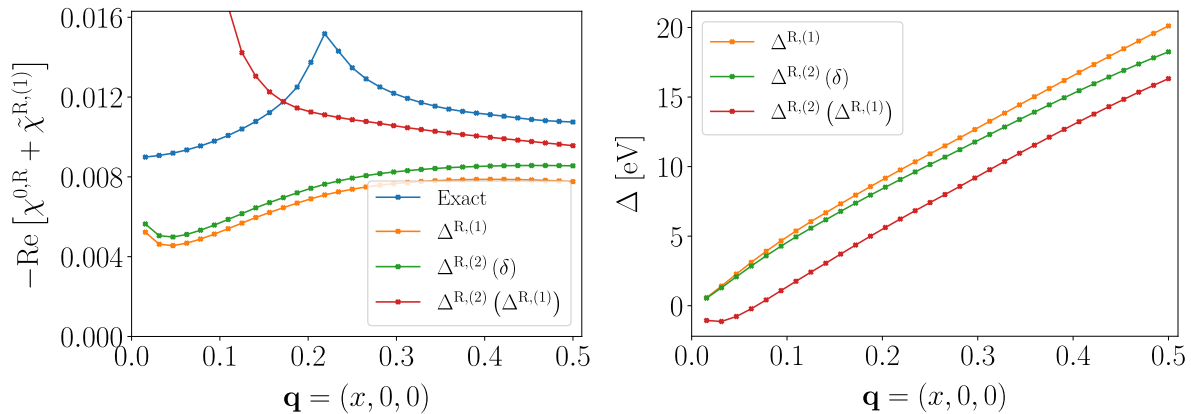 0.016
0.012
0.008
0.004
0.000
−Re [χ^{0,R} + χ̃^{R,(1)}]
Exact
Δ^{R,(1)}
Δ^{R,(2)} (δ)
Δ^{R,(2)} (Δ^{R,(1)})
0.0 0.1 0.2 0.3 0.4 0.5
q = (x, 0, 0)
20
15
10
5
0
Δ [eV]
Δ^{R,(1)}
Δ^{R,(2)} (δ)
Δ^{R,(2)} (Δ^{R,(1)})
0.0 0.1 0.2 0.3 0.4 0.5
q = (x, 0, 0)